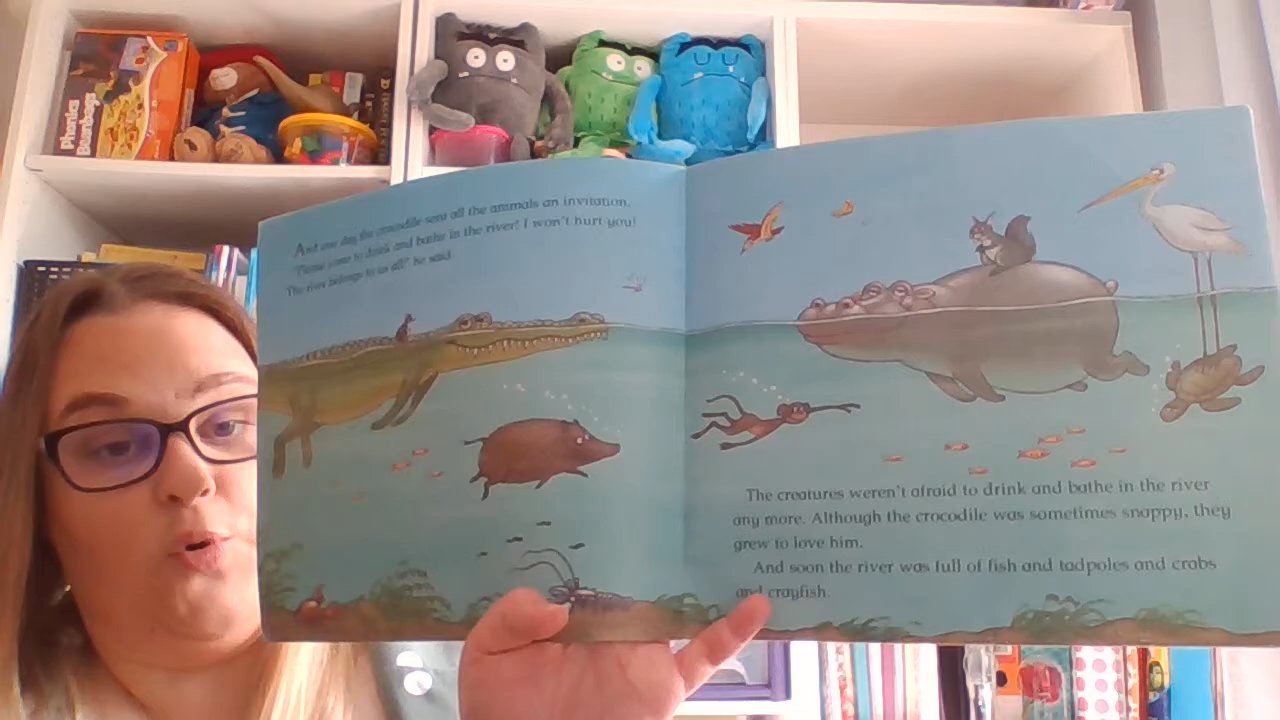 Phonics
Beanbags
And one day the crocodile sent all the animals an invitation.
"Please come to drink and bathe in the river! I won't hurt you!
The river belongs to us all!" he said.
The creatures weren't afraid to drink and bathe in the river
any more. Although the crocodile was sometimes snappy, they
grew to love him.
And soon the river was full of fish and tadpoles and crabs
and crayfish.